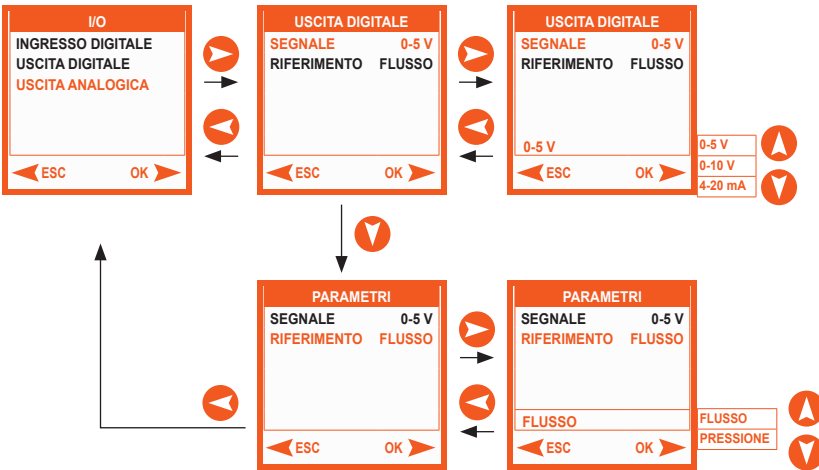 I/O
INGRESSO DIGITALE
USCITA DIGITALE
USCITA ANALOGICA
ESC OK
USCITA DIGITALE
SEGNALE 0-5 V
RIFERIMENTO FLUSSO
ESC OK
USCITA DIGITALE
SEGNALE 0-5 V
RIFERIMENTO FLUSSO
0-5 V
ESC OK
0-5 V
0-10 V
4-20 mA
PARAMETRI
SEGNALE 0-5 V
RIFERIMENTO FLUSSO
ESC OK
PARAMETRI
SEGNALE 0-5 V
RIFERIMENTO FLUSSO
FLUSSO
ESC OK
FLUSSO
PRESSIONE